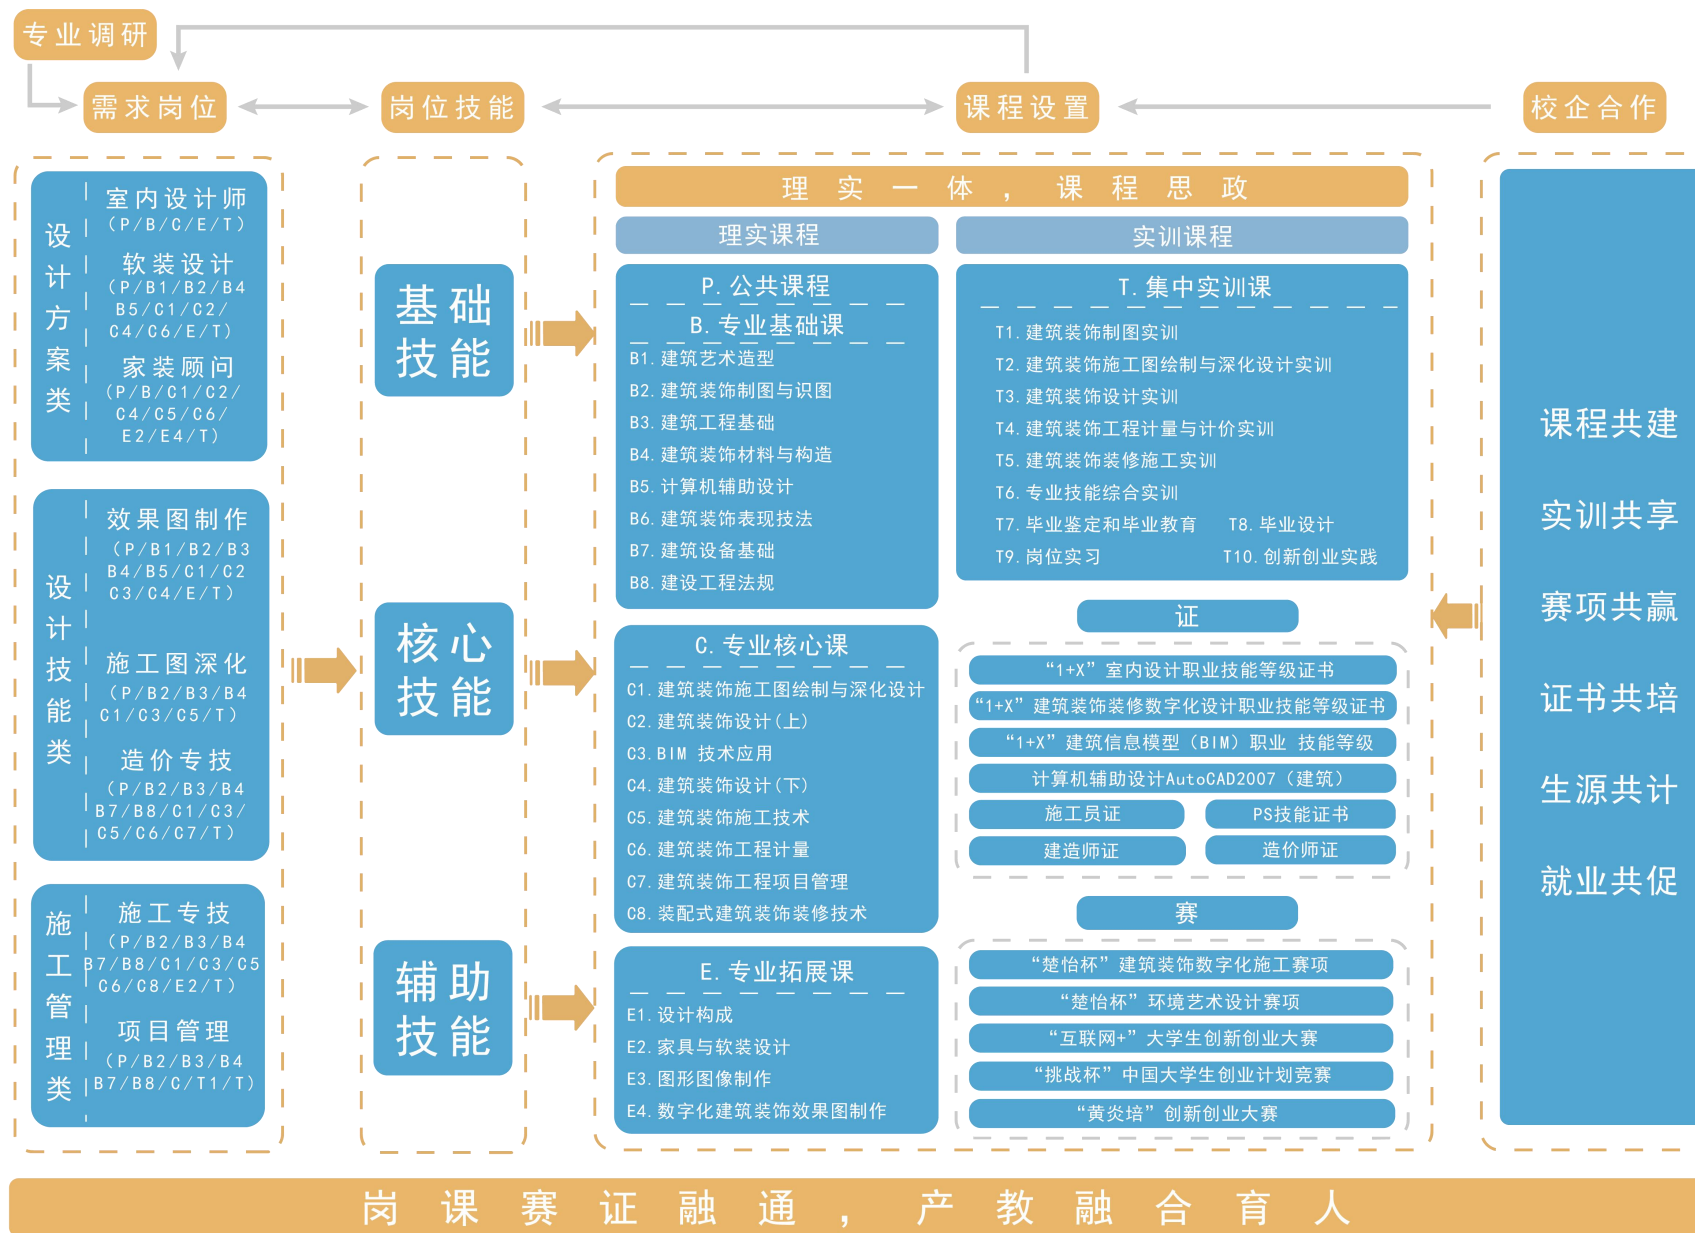 专业调研
需求岗位
岗位技能
课程设置
校企合作
设计方案类
室内设计师
(P/B/C/E/T)
软装设计
(P/B1/B2/B4
B5/C1/C2/
C4/C6/E/T)
家装顾问
(P/B/C1/C2/
C4/C5/C6/
E2/E4/T)
设计技能类
效果图制作
(P/B1/B2/B3
B4/B5/C1/C2
C3/C4/E/T)
施工图深化
(P/B2/B3/B4
C1/C3/C5/T)
造价专技
(P/B2/B3/B4
B7/B8/C1/C3/
C5/C6/C7/T)
施工管理类
施工专技
(P/B2/B3/B4
B7/B8/C1/C3/C5
C6/C8/E2/T)
项目管理
(P/B2/B3/B4
B7/B8/C/T1/T)
基础
技能
核心
技能
辅助
技能
理实一体，课程思政
理实课程
P.公共课程
B.专业基础课
B1.建筑艺术造型
B2.建筑装饰制图与识图
B3.建筑工程基础
B4.建筑装饰材料与构造
B5.计算机辅助设计
B6.建筑装饰表现技法
B7.建筑设备基础
B8.建设工程法规
C.专业核心课
C1.建筑装饰施工图绘制与深化设计
C2.建筑装饰设计(上)
C3.BIM 技术应用
C4.建筑装饰设计(下)
C5.建筑装饰施工技术
C6.建筑装饰工程计量
C7.建筑装饰工程项目管理
C8.装配式建筑装饰装修技术
E.专业拓展课
E1.设计构成
E2.家具与软装设计
E3.图形图像制作
E4.数字化建筑装饰效果图制作
实训课程
T.集中实训课
T1.建筑装饰制图实训
T2.建筑装饰施工图绘制与深化设计实训
T3.建筑装饰设计实训
T4.建筑装饰工程计量与计价实训
T5.建筑装饰装修施工实训
T6.专业技能综合实训
T7.毕业鉴定和毕业教育 T8.毕业设计
T9.岗位实习 T10.创新创业实践
证
“1+X”室内设计职业技能等级证书
“1+X”建筑装饰装修数字化设计职业技能等级证书
“1+X”建筑信息模型（BIM）职业 技能等级
计算机辅助设计AutoCAD2007（建筑）
施工员证 PS技能证书
建造师证 造价师证
赛
“楚怡杯”建筑装饰数字化施工赛项
“楚怡杯”环境艺术设计赛项
“互联网+”大学生创新创业大赛
“挑战杯”中国大学生创业计划竞赛
“黄炎培”创新创业大赛
课程共建
实训共享
赛项共赢
证书共培
生源共计
就业共促
岗课赛证融通，产教融合育人